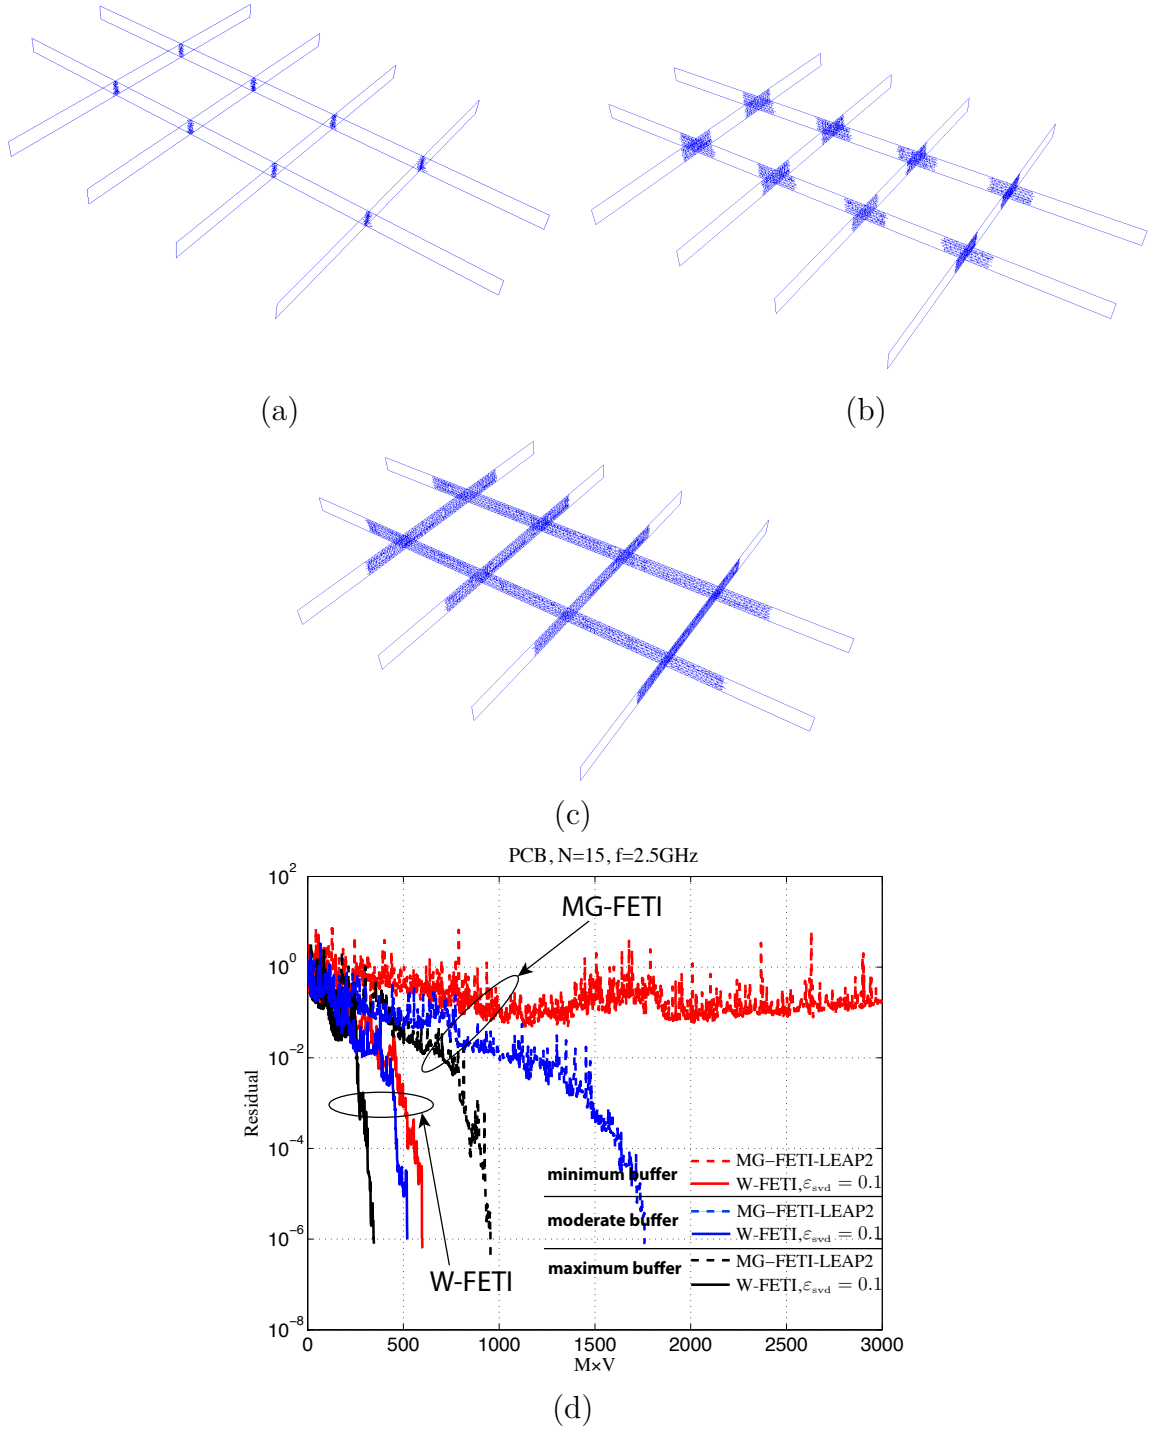 (a)
(b)
(c)
PCB, N=15, f=2.5GHz
10^2
10^0
10^-2
10^-4
10^-6
10^-8
Residual
MG-FETI
W-FETI
minimum buffer
MG-FETI-LEAP2
W-FETI, ε_svd = 0.1
moderate buffer
MG-FETI-LEAP2
W-FETI, ε_svd = 0.1
maximum buffer
MG-FETI-LEAP2
W-FETI, ε_svd = 0.1
0 500 1000 1500 2000 2500 3000
M×V
(d)